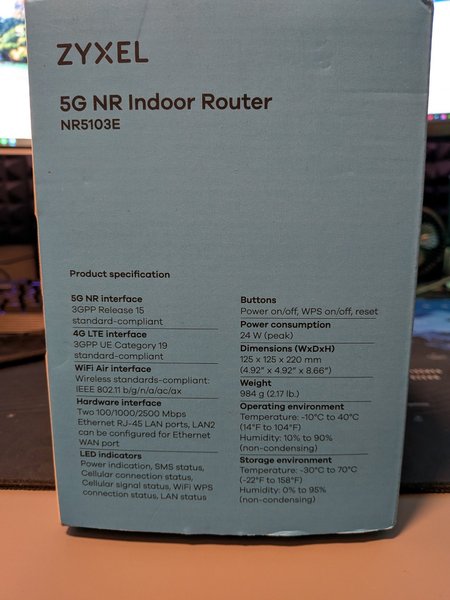 ZYXEL
5G NR Indoor Router
NR5103E
Product specification
5G NR interface
3GPP Release 15
standard-compliant
4G LTE interface
3GPP UE Category 19
standard-compliant
WiFi Air interface
Wireless standards-compliant:
IEEE 802.11 b/g/n/a/ac/ax
Hardware interface
Two 100/1000/2500 Mbps
Ethernet RJ-45 LAN ports, LAN2
can be configured for Ethernet
WAN port
LED indicators
Power indication, SMS status,
Cellular connection status,
Cellular signal status, WiFi WPS
connection status, LAN status
Buttons
Power on/off, WPS on/off, reset
Power consumption
24 W (peak)
Dimensions (WxDxH)
125 x 125 x 220 mm
(4.92" x 4.92" x 8.66")
Weight
984 g (2.17 lb.)
Operating environment
Temperature: -10°C to 40°C
(14°F to 104°F)
Humidity: 10% to 90%
(non-condensing)
Storage environment
Temperature: -30°C to 70°C
(-22°F to 158°F)
Humidity: 0% to 95%
(non-condensing)